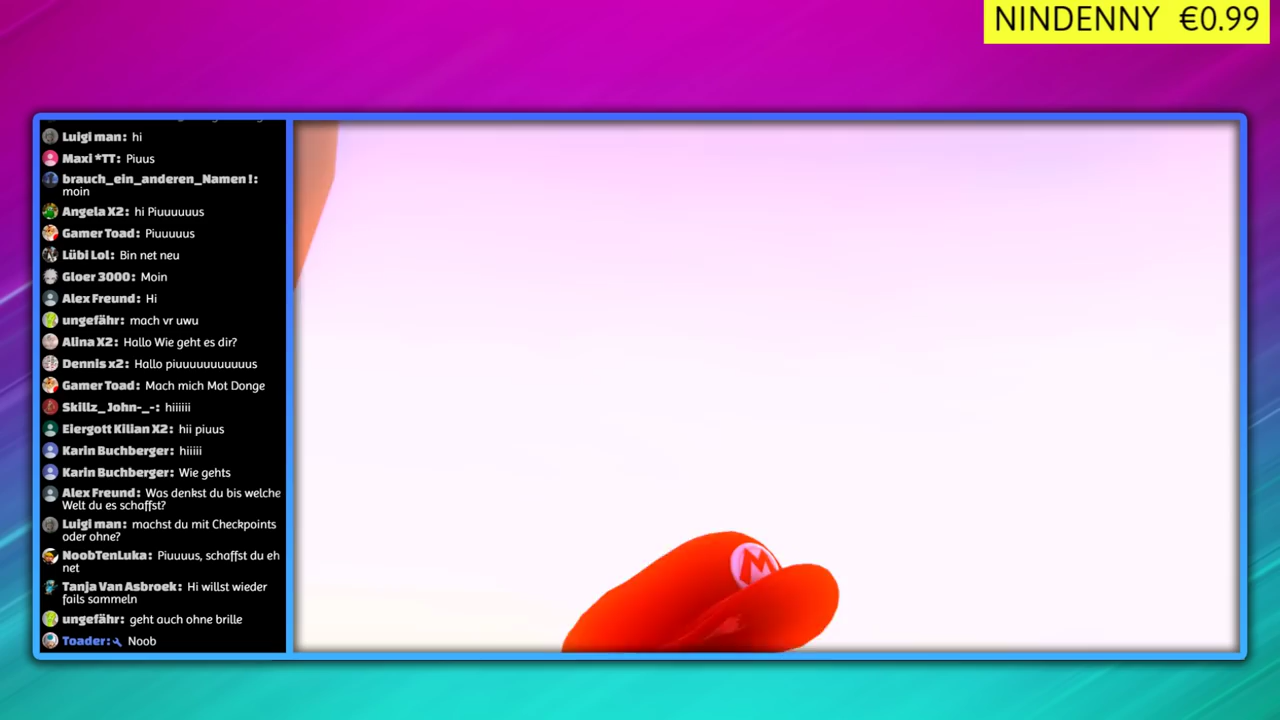 NINDENNY €0.99
Luigi man: hi
Maxi *TT: Piuus
brauch_ein_anderen_Namen !:
moin
Angela X2: hi Piuuuuuus
Gamer Toad: Piuuuuus
Lübi Lol: Bin net neu
Gloer 3000: Moin
Alex Freund: Hi
ungefähr: mach vr uwu
Alina X2: Hallo Wie geht es dir?
Dennis x2: Hallo piuuuuuuuuuus
Gamer Toad: Mach mich Mot Donge
Skillz_John-_-: hiiiiii
Eiergott Kilian X2: hii piuus
Karin Buchberger: hiiiii
Karin Buchberger: Wie gehts
Alex Freund: Was denkst du bis welche
Welt du es schaffst?
Luigi man: machst du mit Checkpoints
oder ohne?
NoobTenLuka: Piuuuus, schaffst du eh
net
Tanja Van Asbroek: Hi willst wieder
fails sammeln
ungefähr: geht auch ohne brille
Toader: Noob
M